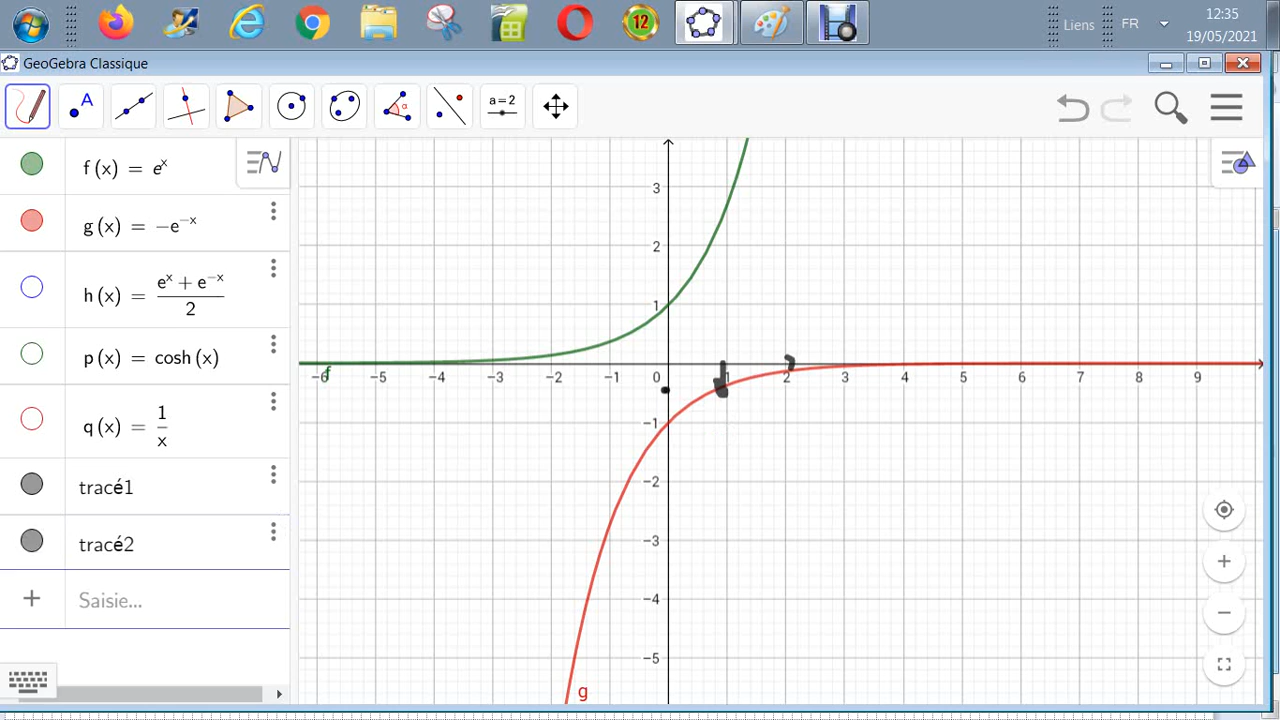 12
Liens
FR
12:35
19/05/2021
GeoGebra Classique
A
α
a = 2
f (x) = e^x
g (x) = −e^−x
h (x) = (e^x + e^−x)/2
p (x) = cosh (x)
q (x) = 1/x
tracé1
tracé2
+ Saisie...
3
2
1
−6 −5 −4 −3 −2 −1 0 1 2 3 4 5 6 7 8 9
f
−1
−2
−3
−4
−5
g